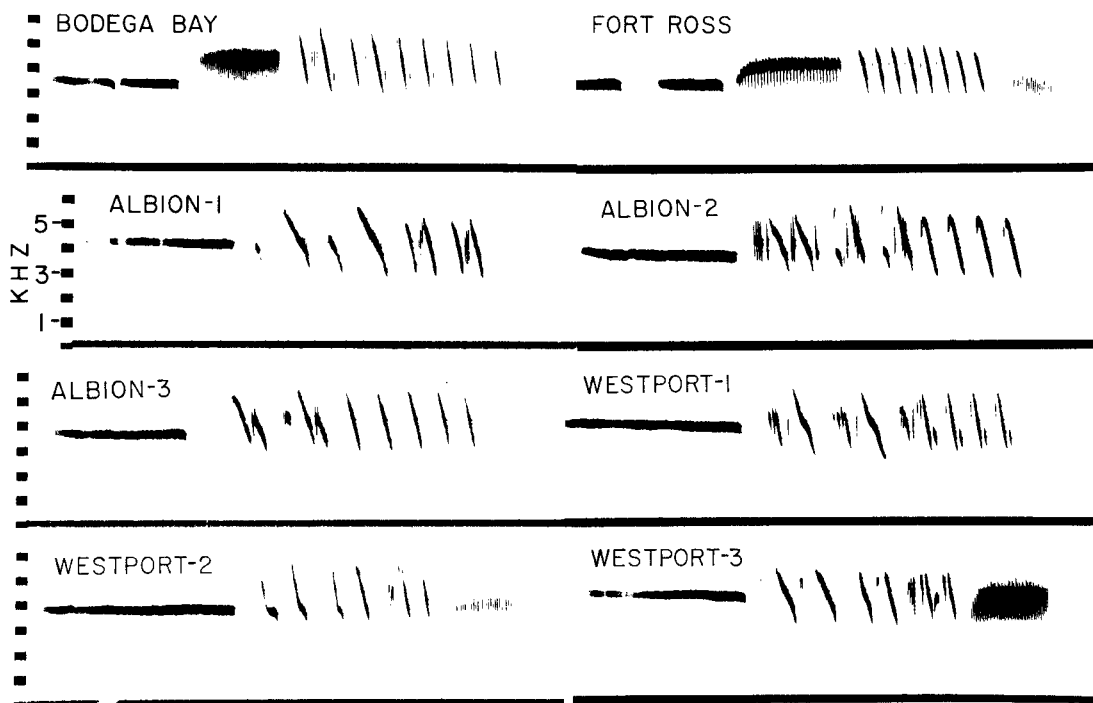 BODEGA BAY
FORT ROSS
ALBION-1
ALBION-2
5
3
1
KHZ
ALBION-3
WESTPORT-1
WESTPORT-2
WESTPORT-3